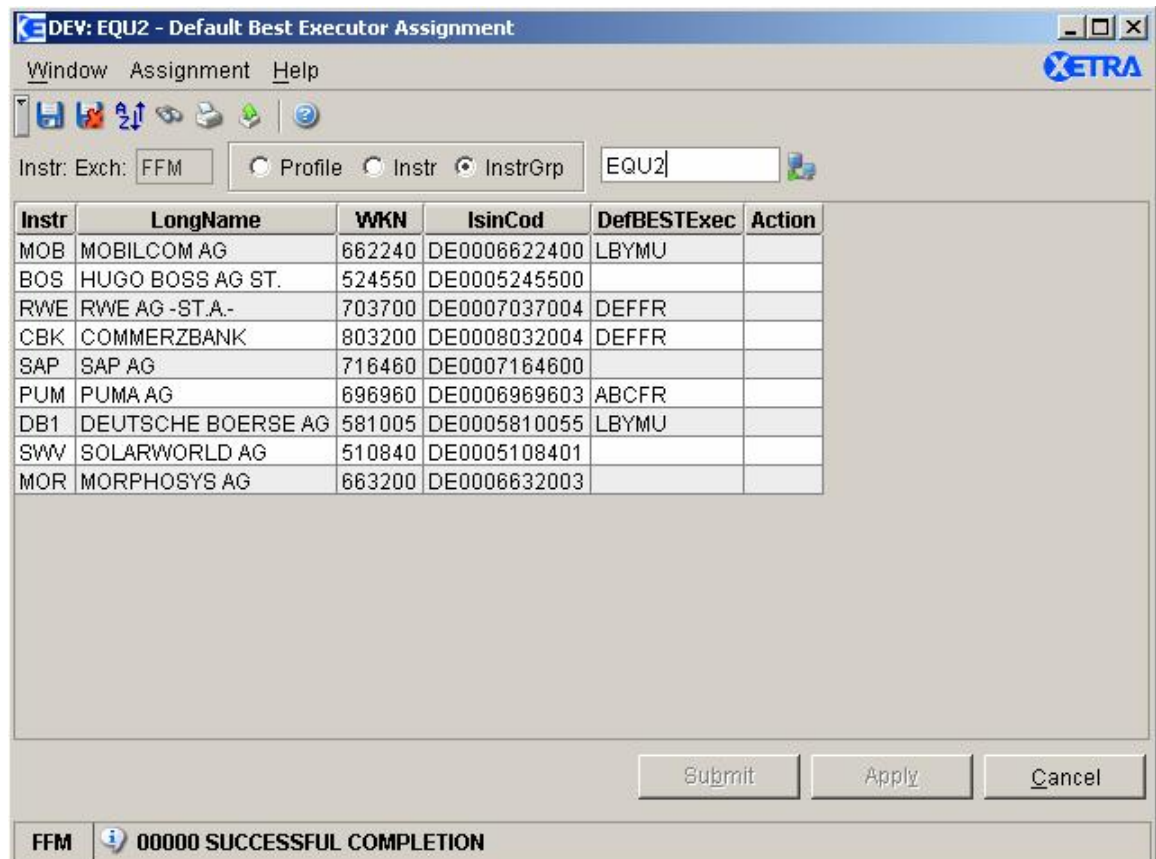 DEV: EQU2 - Default Best Executor Assignment
Window Assignment Help
XETRA
Instr: Exch: FFM Profile Instr InstrGrp EQU2
Instr LongName WKN IsinCod DefBESTExec Action
MOB MOBILCOM AG 662240 DE0006622400 LBYMU
BOS HUGO BOSS AG ST. 524550 DE0005245500
RWE RWE AG -ST.A.- 703700 DE0007037004 DEFFR
CBK COMMERZBANK 803200 DE0008032004 DEFFR
SAP SAP AG 716460 DE0007164600
PUM PUMA AG 696960 DE0006969603 ABCFR
DB1 DEUTSCHE BOERSE AG 581005 DE0005810055 LBYMU
SWV SOLARWORLD AG 510840 DE0005108401
MOR MORPHOSYS AG 663200 DE0006632003
Submit Apply Cancel
FFM 00000 SUCCESSFUL COMPLETION